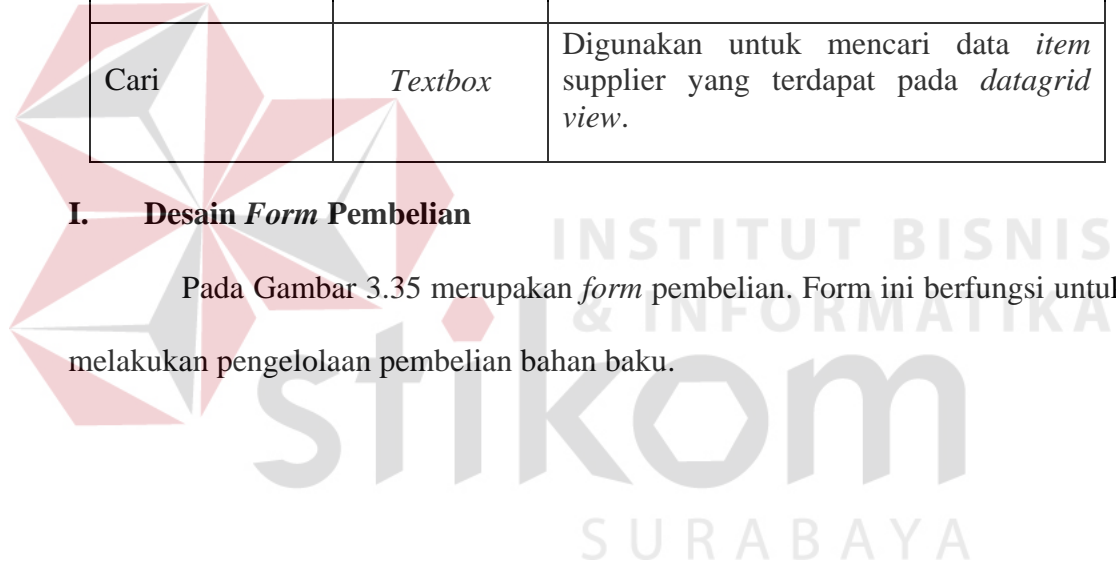 Cari Textbox Digunakan untuk mencari data item
supplier yang terdapat pada datagrid
view.
I. Desain Form Pembelian
Pada Gambar 3.35 merupakan form pembelian. Form ini berfungsi
melakukan pengelolaan pembelian bahan baku.
INSTITUT BISNIS
& INFORMATIKA
stikom
SURABAYA